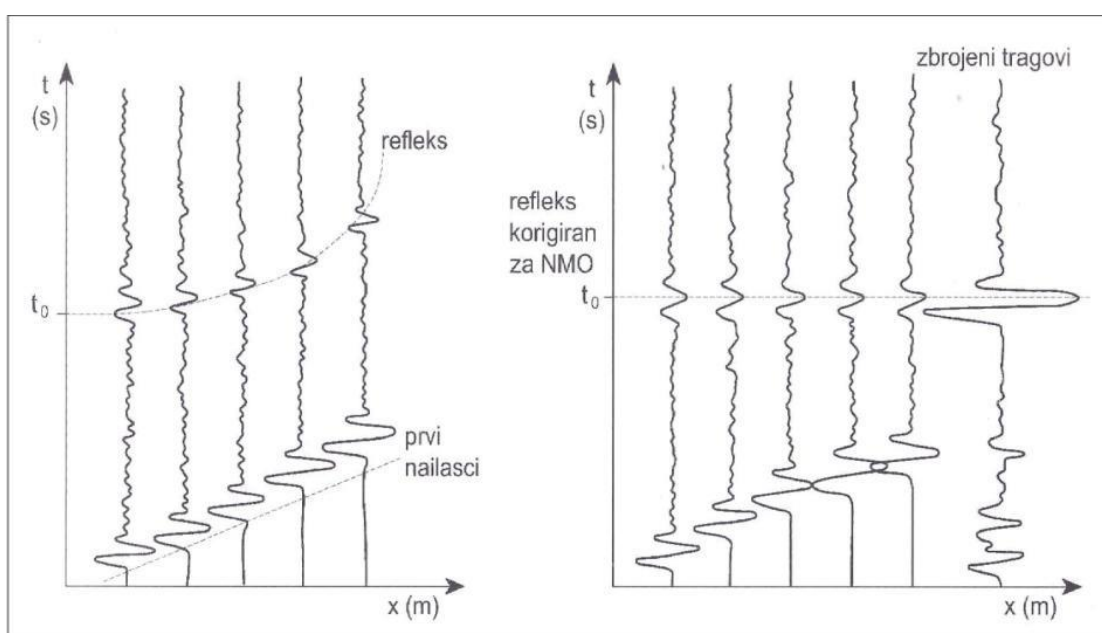 t
(s)
refleks
t₀
prvi
nailasci
x (m)
zbrojeni tragovi
t
(s)
refleks
korigiran
za NMO
t₀
x (m)